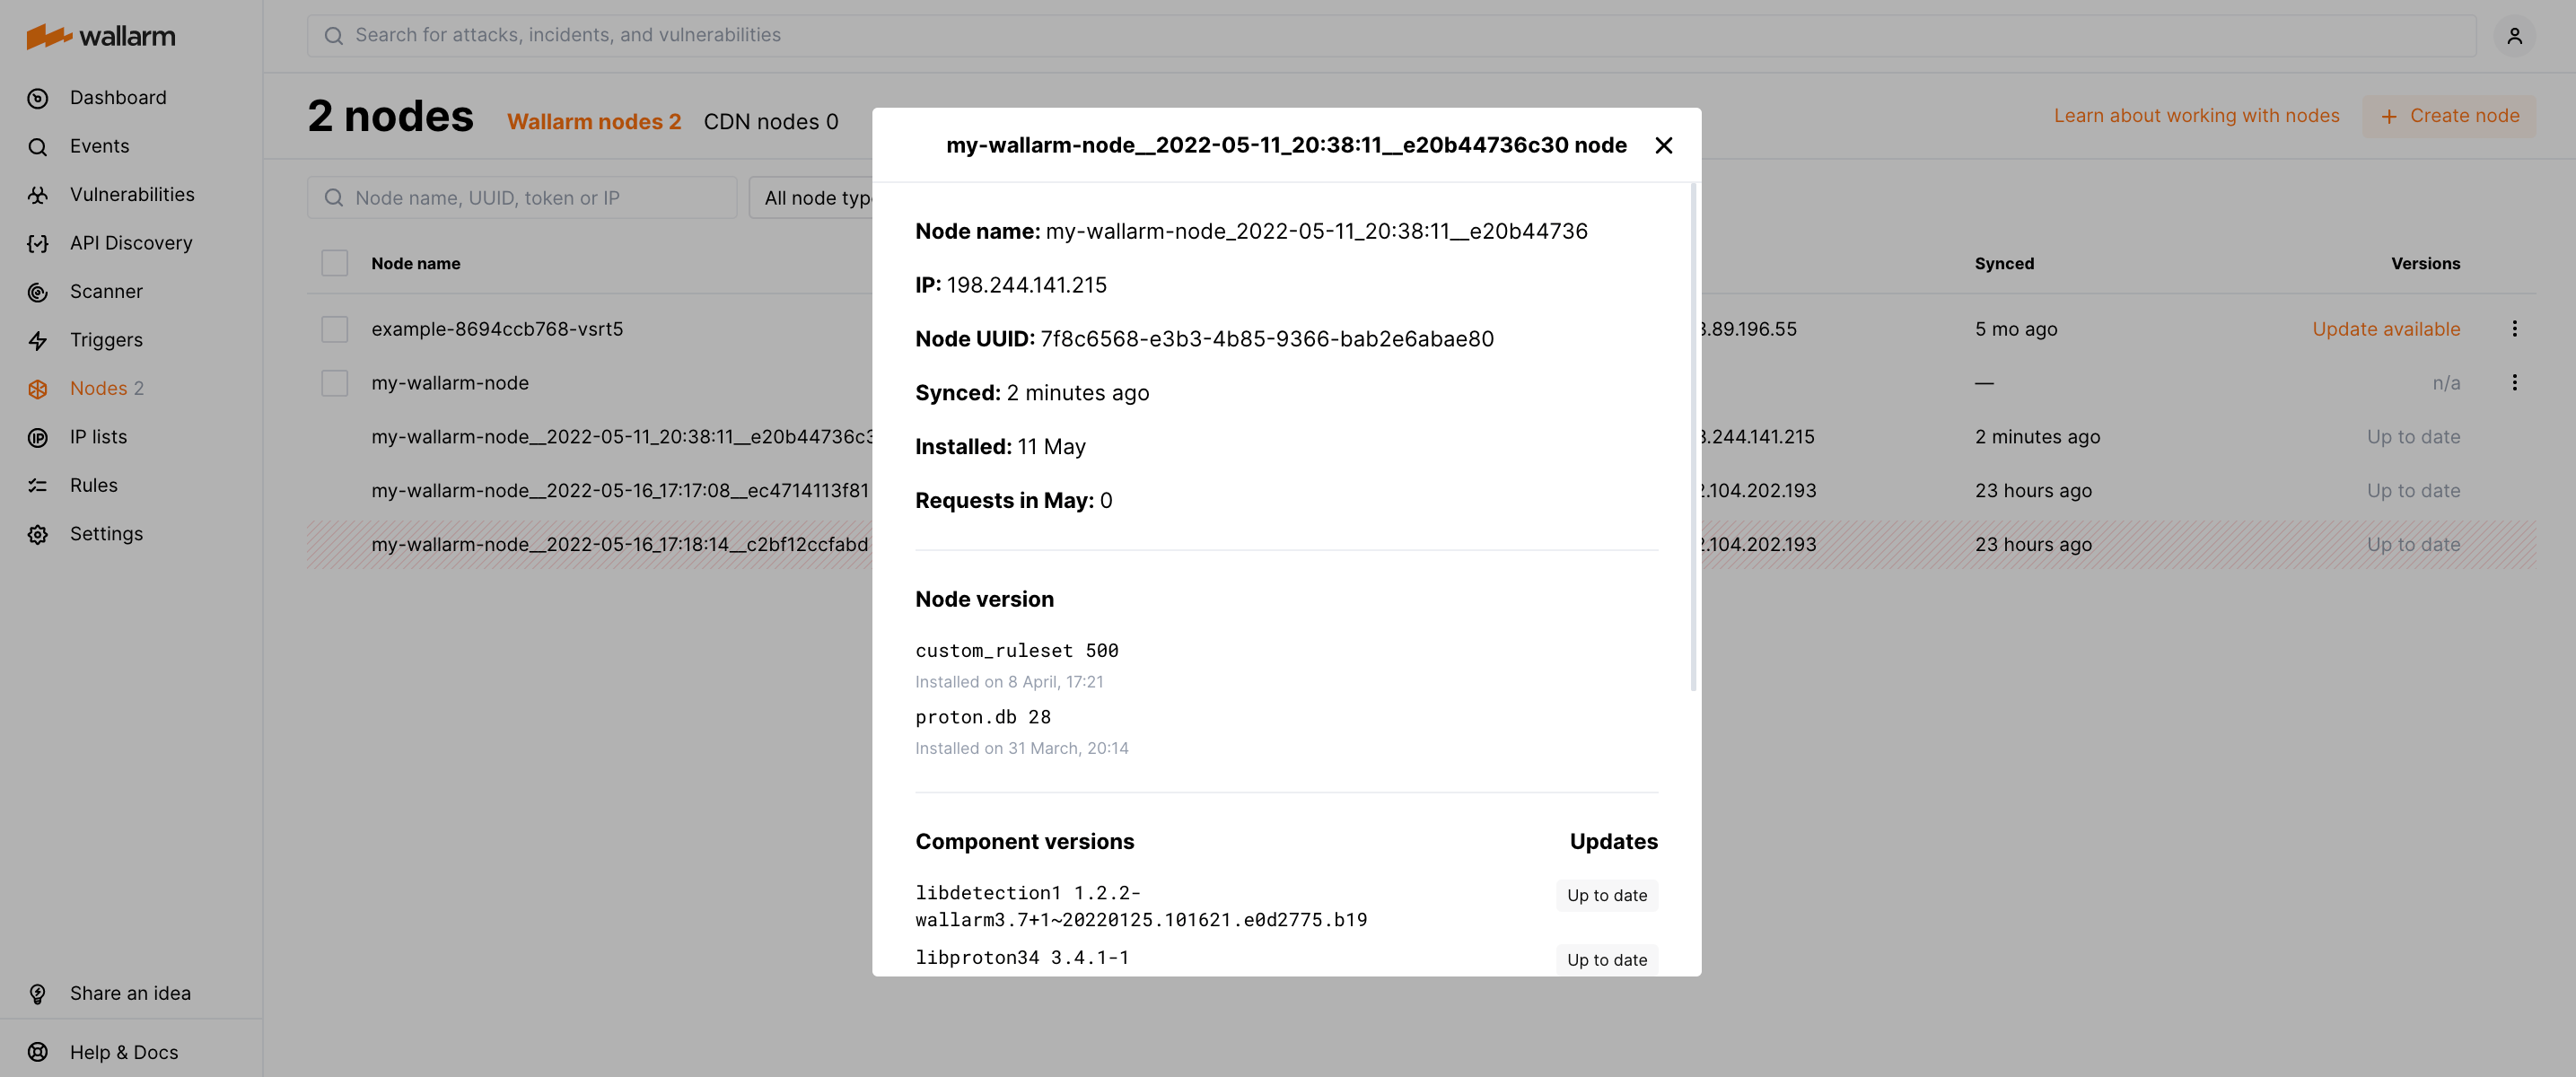 wallarm
Search for attacks, incidents, and vulnerabilities
Dashboard
Events
Vulnerabilities
API Discovery
Scanner
Triggers
Nodes 2
IP lists
Rules
Settings
Share an idea
Help & Docs
2 nodes Wallarm nodes 2 CDN nodes 0
Learn about working with nodes + Create node
Node name, UUID, token or IP All node
Node name Synced Versions
example-8694ccb768-vsrt5 .89.196.55 5 mo ago Update available
my-wallarm-node — n/a
my-wallarm-node__2022-05-11_20:38:11__e20b44736c .244.141.215 2 minutes ago Up to date
my-wallarm-node__2022-05-16_17:17:08__ec4714113f81 .104.202.193 23 hours ago Up to date
my-wallarm-node__2022-05-16_17:18:14__c2bf12ccfabd .104.202.193 23 hours ago Up to date
my-wallarm-node__2022-05-11_20:38:11__e20b44736c30 node
Node name: my-wallarm-node_2022-05-11_20:38:11__e20b44736
IP: 198.244.141.215
Node UUID: 7f8c6568-e3b3-4b85-9366-bab2e6abae80
Synced: 2 minutes ago
Installed: 11 May
Requests in May: 0
Node version
custom_ruleset 500
Installed on 8 April, 17:21
proton.db 28
Installed on 31 March, 20:14
Component versions Updates
libdetection1 1.2.2- Up to date
wallarm3.7+1~20220125.101621.e0d2775.b19
libproton34 3.4.1-1 Up to date